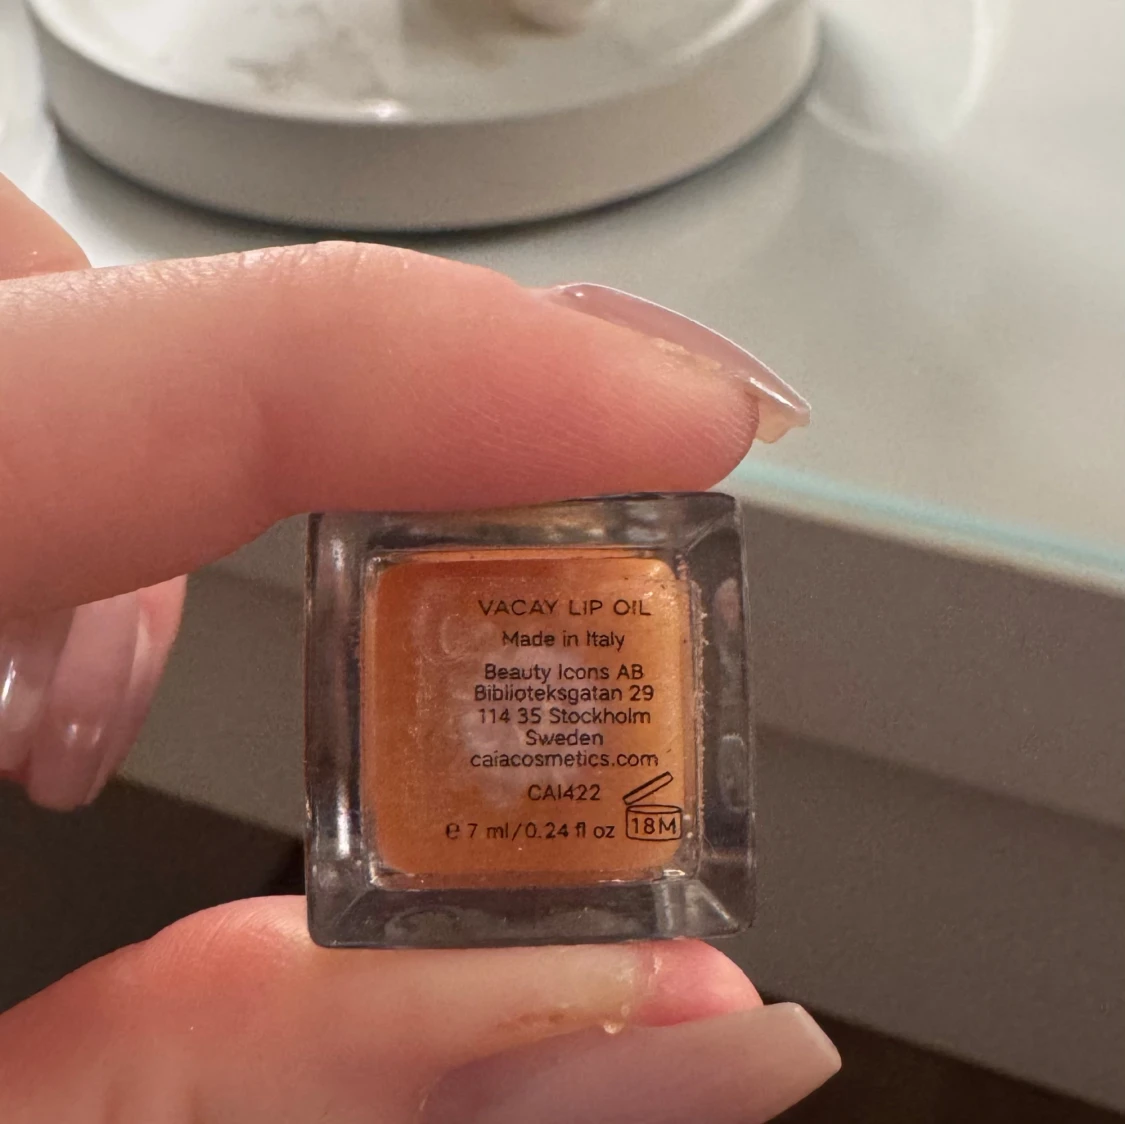 VACAY LIP OIL
Made in Italy
Beauty Icons AB
Biblioteksgatan 29
114 35 Stockholm
Sweden
caiacosmetics.com
CAI422
℮ 7 ml/0.24 fl oz 18M